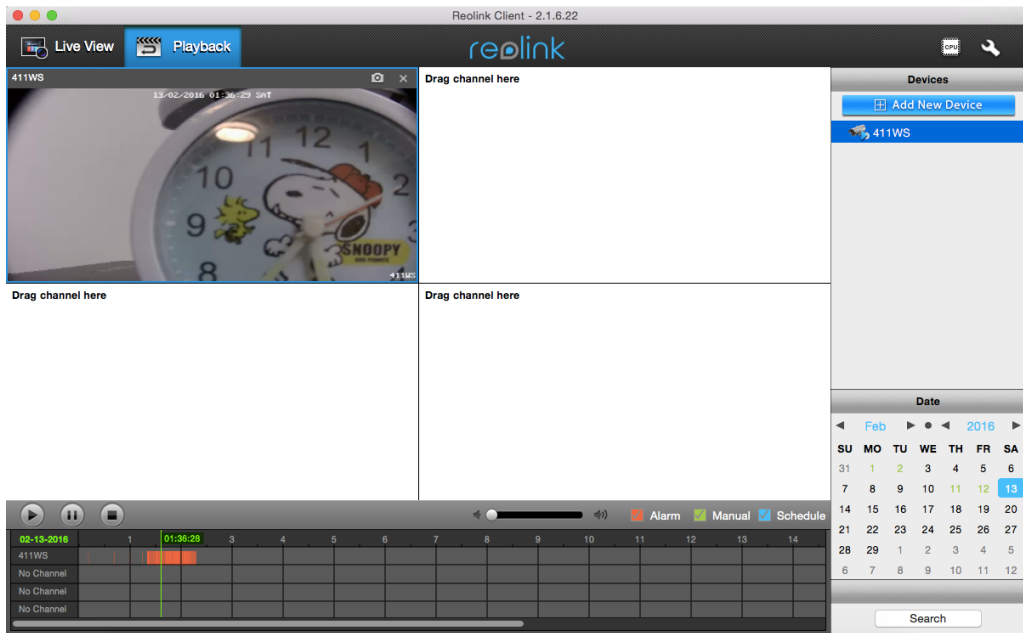 Reolink Client - 2.1.6.22
Live View
Playback
reolink
CPU
411WS
13/02/2016 01:36:29 SAT
11 12 1
10 2
9 3
8
SNOOPY
411WS
Drag channel here
Drag channel here
Drag channel here
Devices
Add New Device
411WS
Date
Feb 2016
SU MO TU WE TH FR SA
31 1 2 3 4 5 6
7 8 9 10 11 12 13
14 15 16 17 18 19 20
21 22 23 24 25 26 27
28 29 1 2 3 4 5
6 7 8 9 10 11 12
Search
Alarm Manual Schedule
02-13-2016 1 01:36:28 3 4 5 6 7 8 9 10 11 12 13 14
411WS
No Channel
No Channel
No Channel